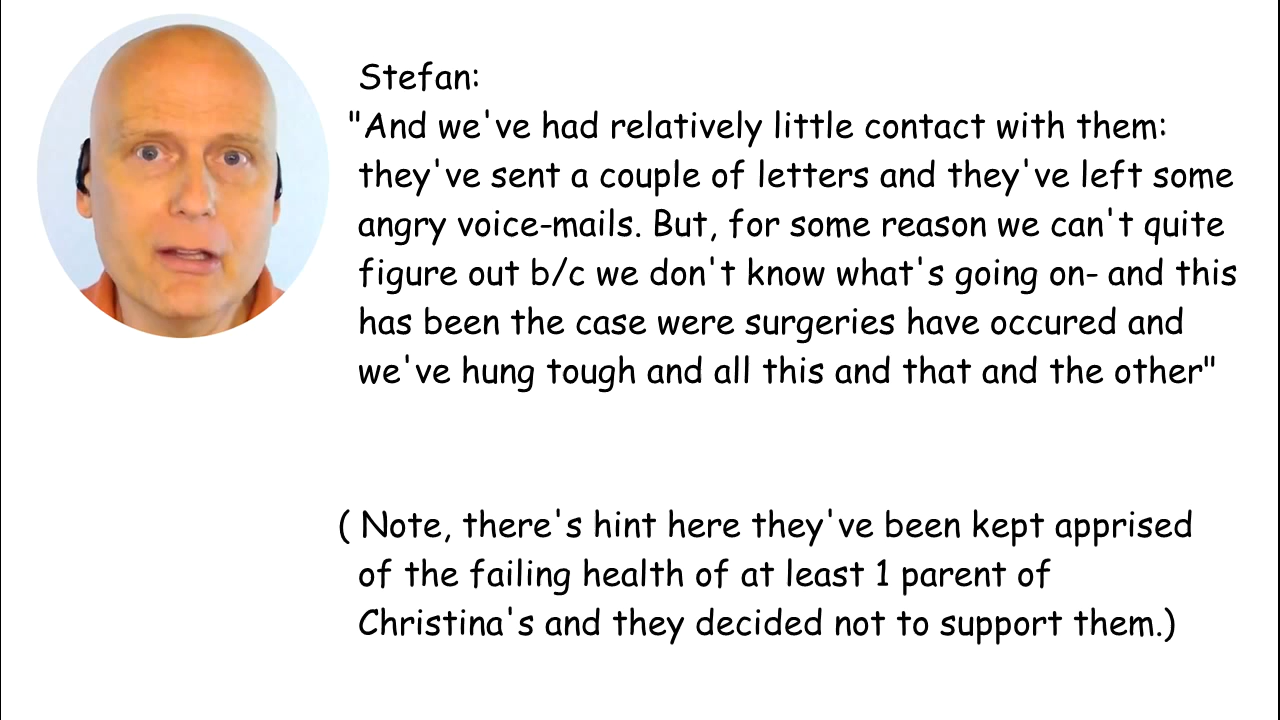 Stefan:
"And we've had relatively little contact with them:
they've sent a couple of letters and they've left some
angry voice-mails. But, for some reason we can't quite
figure out b/c we don't know what's going on- and this
has been the case were surgeries have occured and
we've hung tough and all this and that and the other"
( Note, there's hint here they've been kept apprised
of the failing health of at least 1 parent of
Christina's and they decided not to support them.)